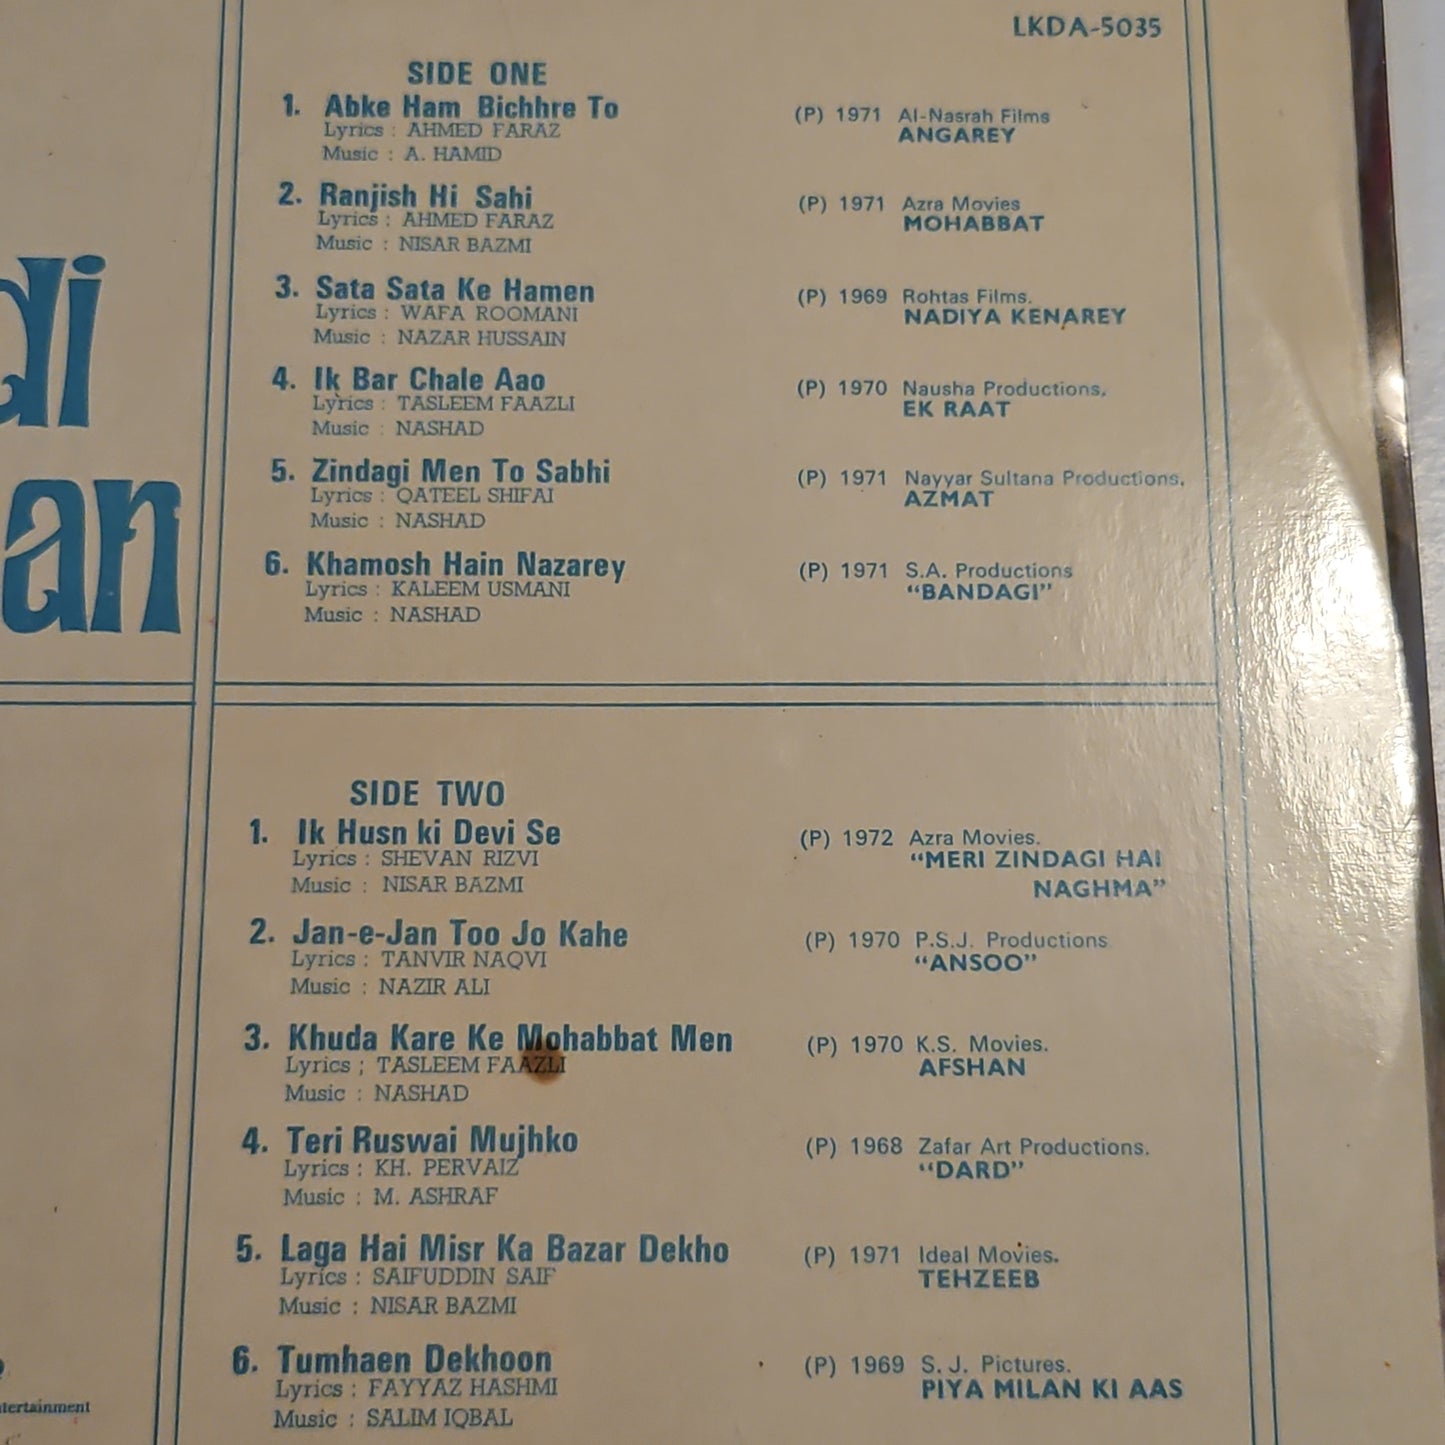 LKDA-5035
SIDE ONE
1. Abke Ham Bichhre To (P) 1971 Al-Nasrah Films
Lyrics : AHMED FARAZ ANGAREY
Music : A. HAMID
2. Ranjish Hi Sahi (P) 1971 Azra Movies
Lyrics : AHMED FARAZ MOHABBAT
Music : NISAR BAZMI
3. Sata Sata Ke Hamen (P) 1969 Rohtas Films.
Lyrics : WAFA ROOMANI NADIYA KENAREY
Music : NAZAR HUSSAIN
4. Ik Bar Chale Aao (P) 1970 Nausha Productions,
Lyrics : TASLEEM FAAZLI EK RAAT
Music : NASHAD
5. Zindagi Men To Sabhi (P) 1971 Nayyar Sultana Productions,
Lyrics : QATEEL SHIFAI AZMAT
Music : NASHAD
6. Khamosh Hain Nazarey (P) 1971 S.A. Productions
Lyrics : KALEEM USMANI "BANDAGI"
Music : NASHAD
di
an
SIDE TWO
1. Ik Husn ki Devi Se (P) 1972 Azra Movies.
Lyrics : SHEVAN RIZVI "MERI ZINDAGI HAI
Music : NISAR BAZMI NAGHMA"
2. Jan-e-Jan Too Jo Kahe (P) 1970 P.S.J. Productions
Lyrics : TANVIR NAQVI "ANSOO"
Music : NAZIR ALI
3. Khuda Kare Ke Mohabbat Men (P) 1970 K.S. Movies.
Lyrics ; TASLEEM FAAZLI AFSHAN
Music : NASHAD
4. Teri Ruswai Mujhko (P) 1968 Zafar Art Productions.
Lyrics : KH. PERVAIZ "DARD"
Music : M. ASHRAF
5. Laga Hai Misr Ka Bazar Dekho (P) 1971 Ideal Movies.
Lyrics : SAIFUDDIN SAIF TEHZEEB
Music : NISAR BAZMI
6. Tumhaen Dekhoon (P) 1969 S. J. Pictures.
Lyrics : FAYYAZ HASHMI PIYA MILAN KI AAS
Music : SALIM IQBAL
ntertainment